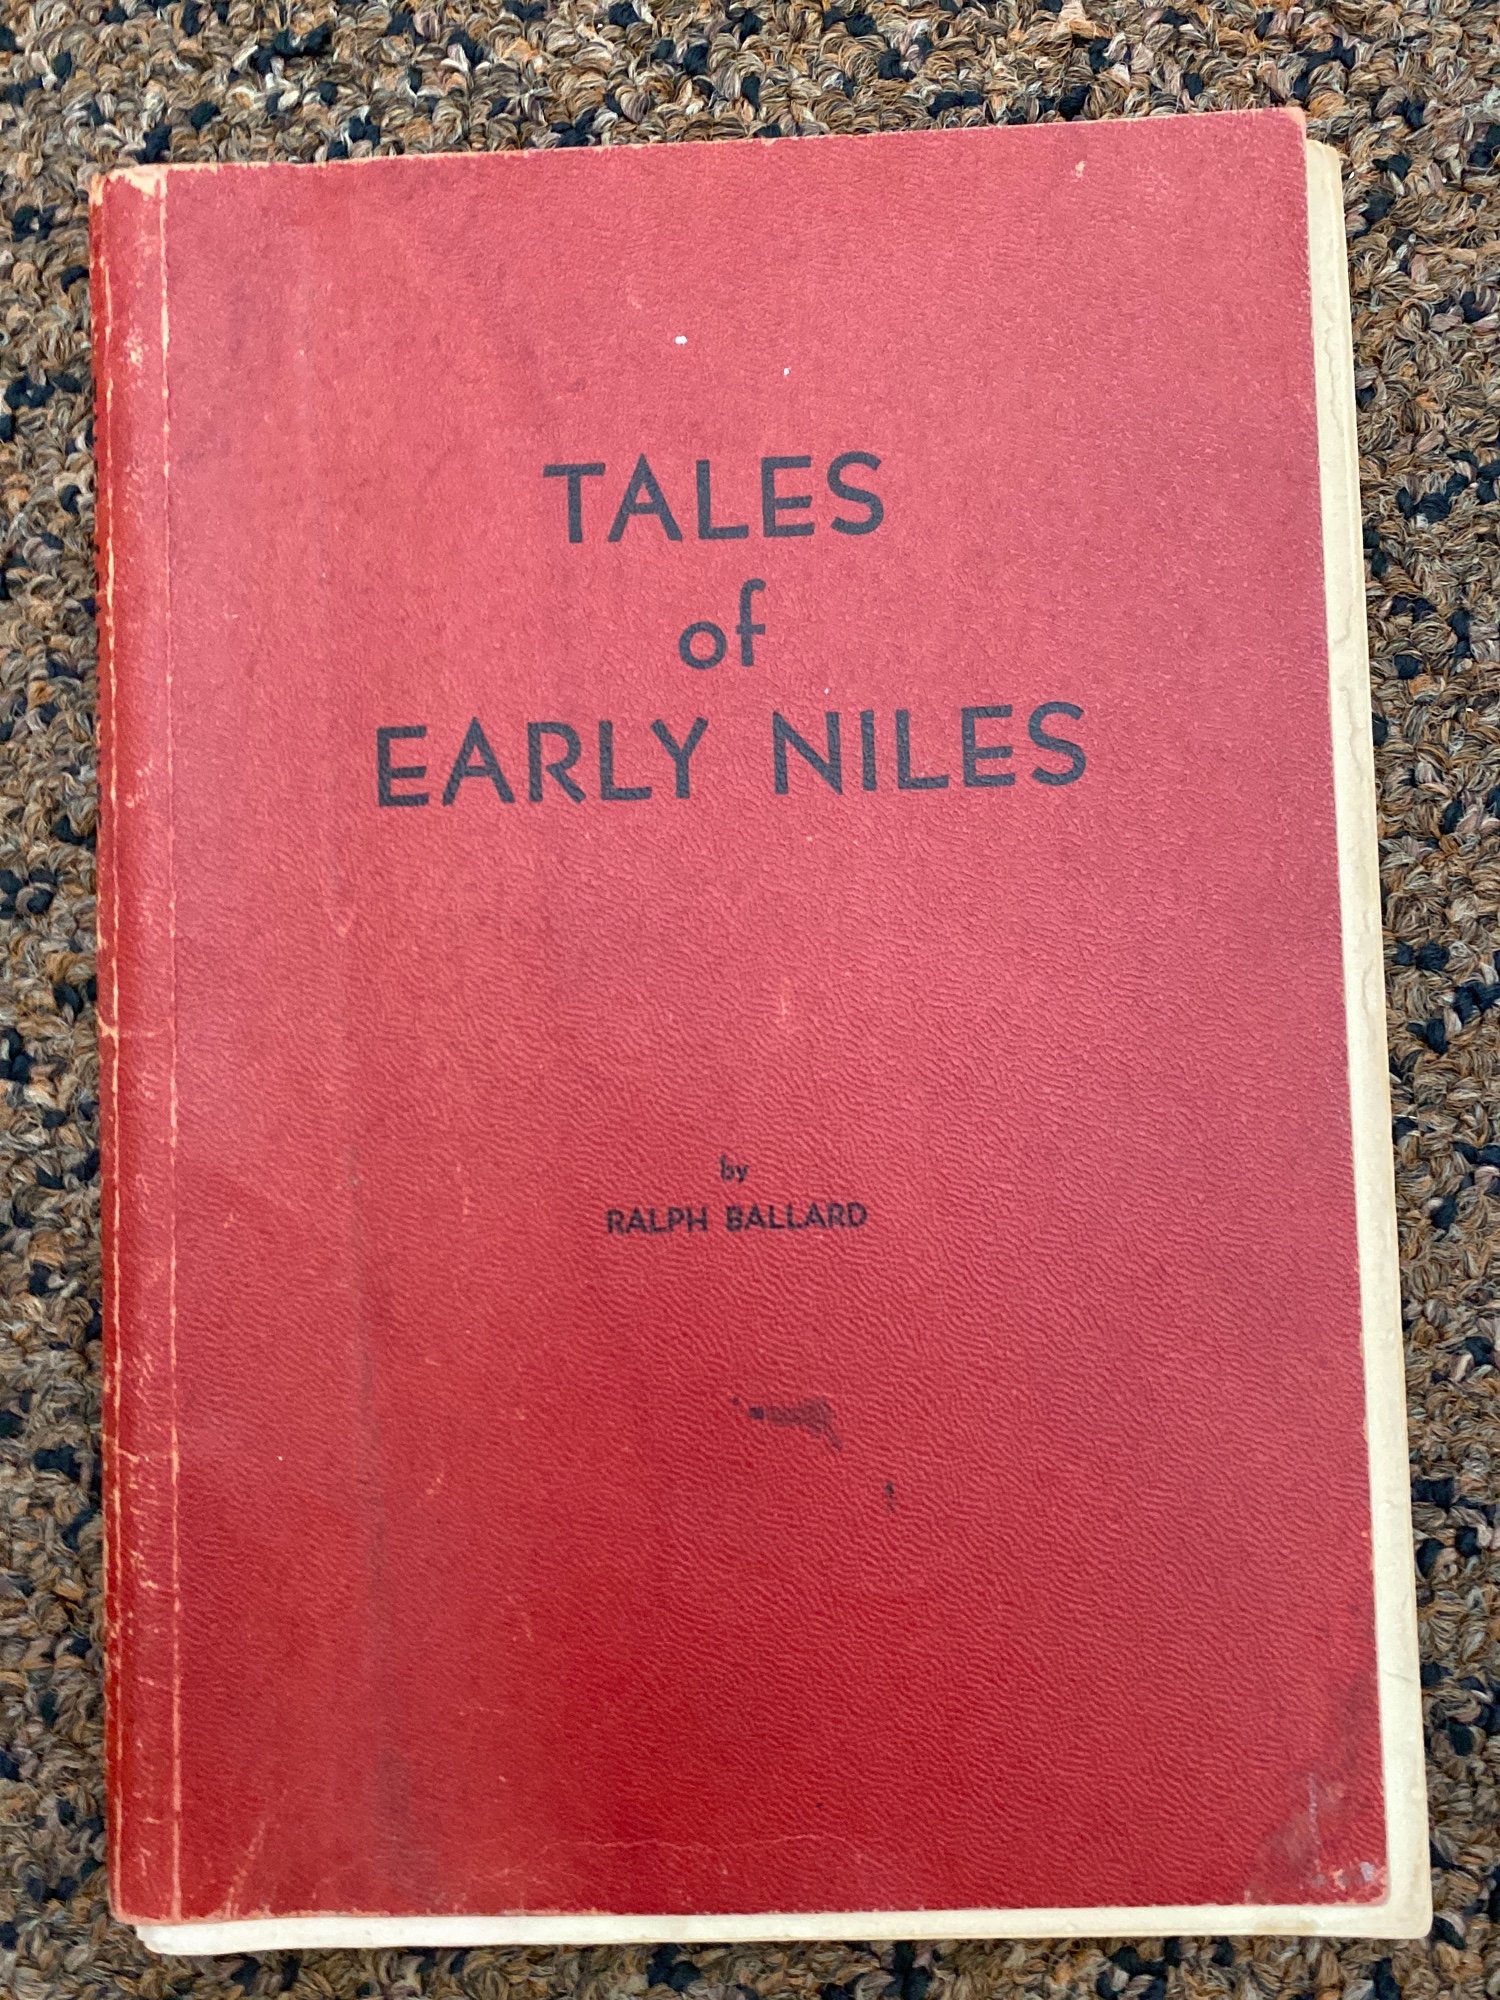 TALES
of
EARLY NILES
by
RALPH BALLARD